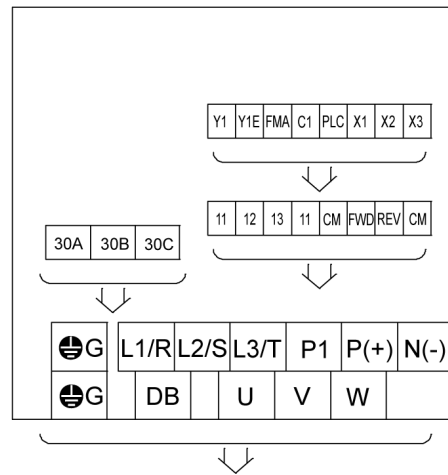 Y1 Y1E FMA C1 PLC X1 X2 X3
11 12 13 11 CM FWD REV CM
30A 30B 30C
G L1/R L2/S L3/T P1 P(+) N(-)
G DB U V W